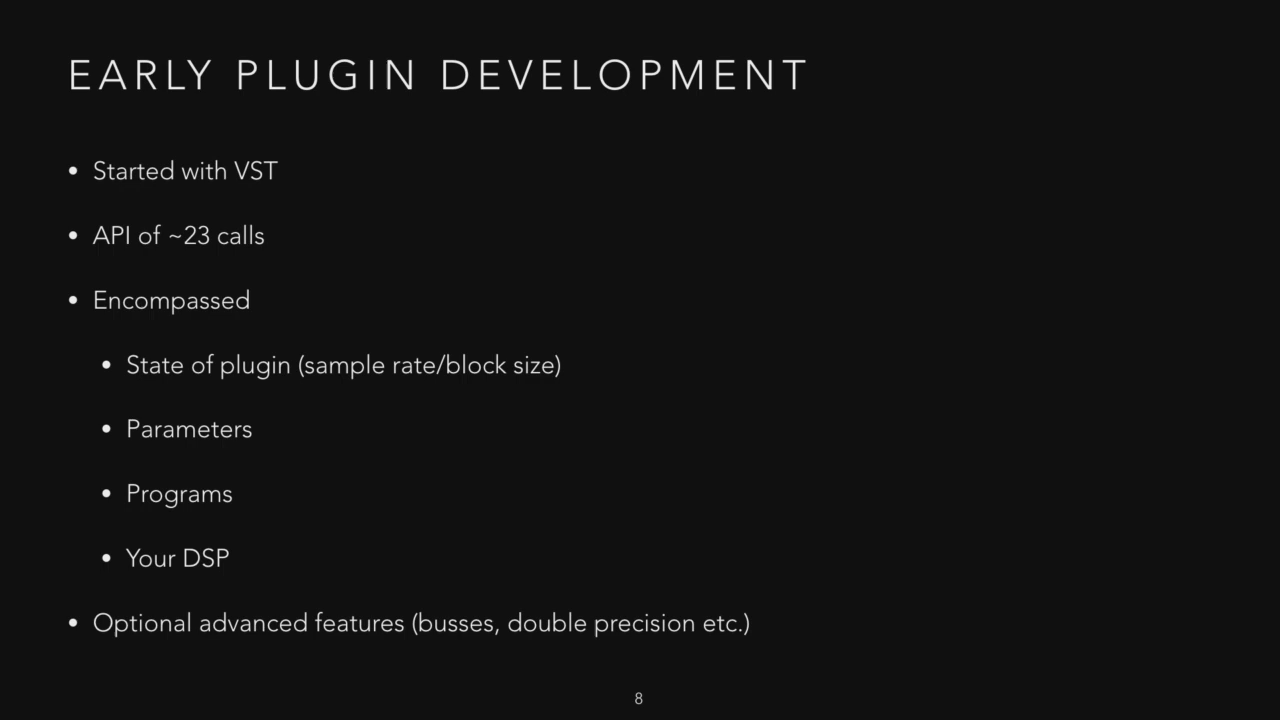 EARLY PLUGIN DEVELOPMENT
• Started with VST
• API of ~23 calls
• Encompassed
• State of plugin (sample rate/block size)
• Parameters
• Programs
• Your DSP
• Optional advanced features (busses, double precision etc.)
8